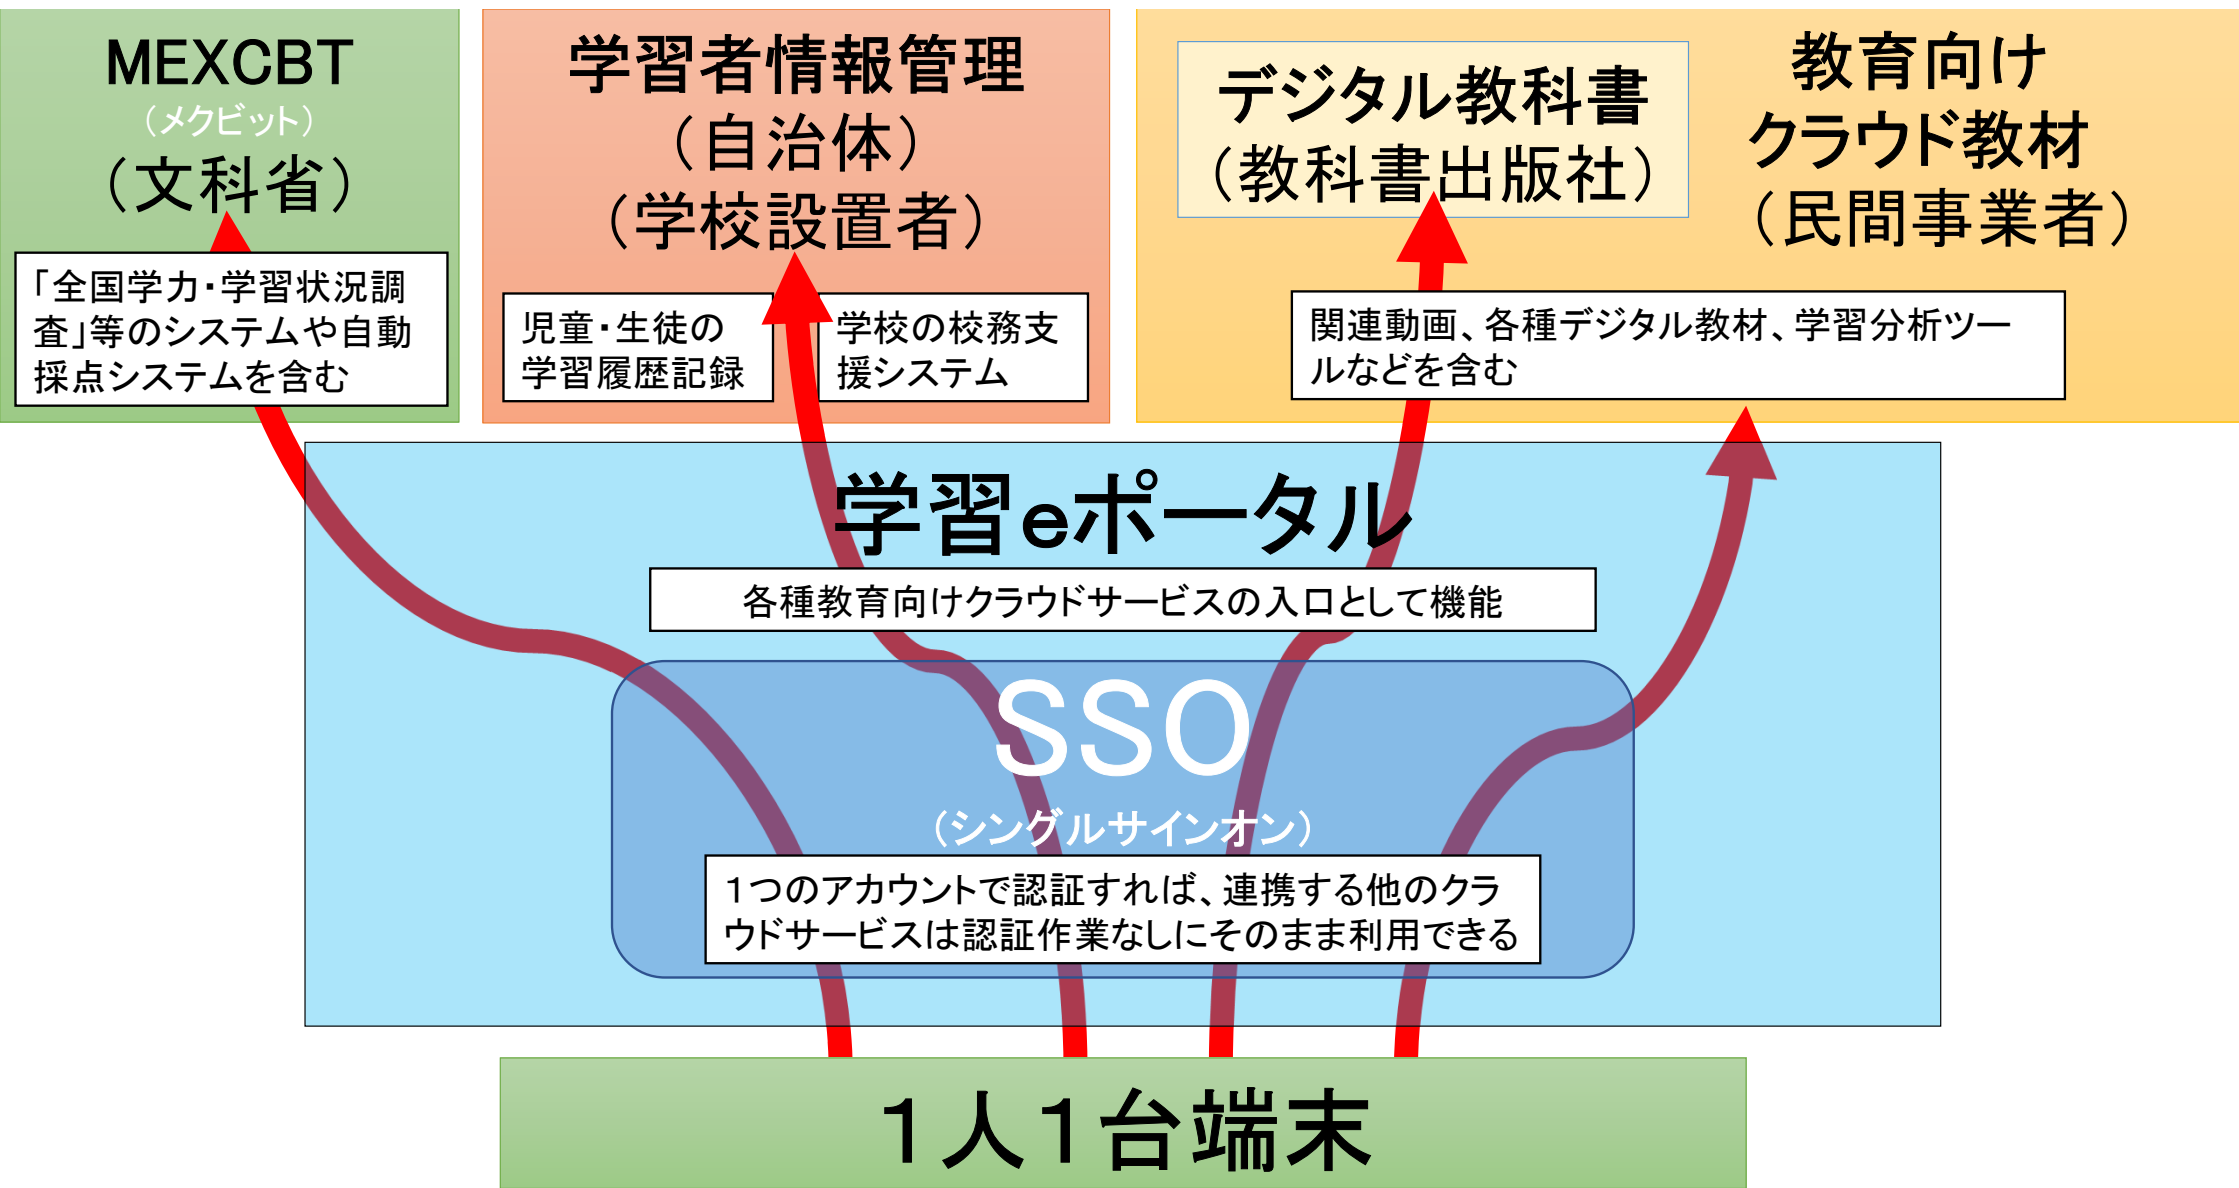 MEXCBT
（メクビット）
（文科省）
「全国学力・学習状況調
査」等のシステムや自動
採点システムを含む
学習者情報管理
（自治体）
（学校設置者）
児童・生徒の
学習履歴記録
学校の校務支
援システム
デジタル教科書
（教科書出版社）
教育向け
クラウド教材
（民間事業者）
関連動画、各種デジタル教材、学習分析ツー
ルなどを含む
学習eポータル
各種教育向けクラウドサービスの入口として機能
SSO
（シングルサインオン）
１つのアカウントで認証すれば、連携する他のクラ
ウドサービスは認証作業なしにそのまま利用できる
１人１台端末